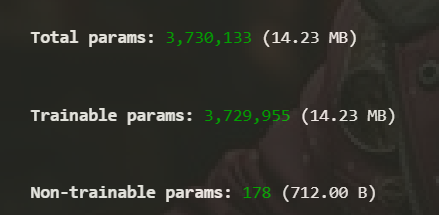 Total params: 3,730,133 (14.23 MB)
Trainable params: 3,729,955 (14.23 MB)
Non-trainable params: 178 (712.00 B)